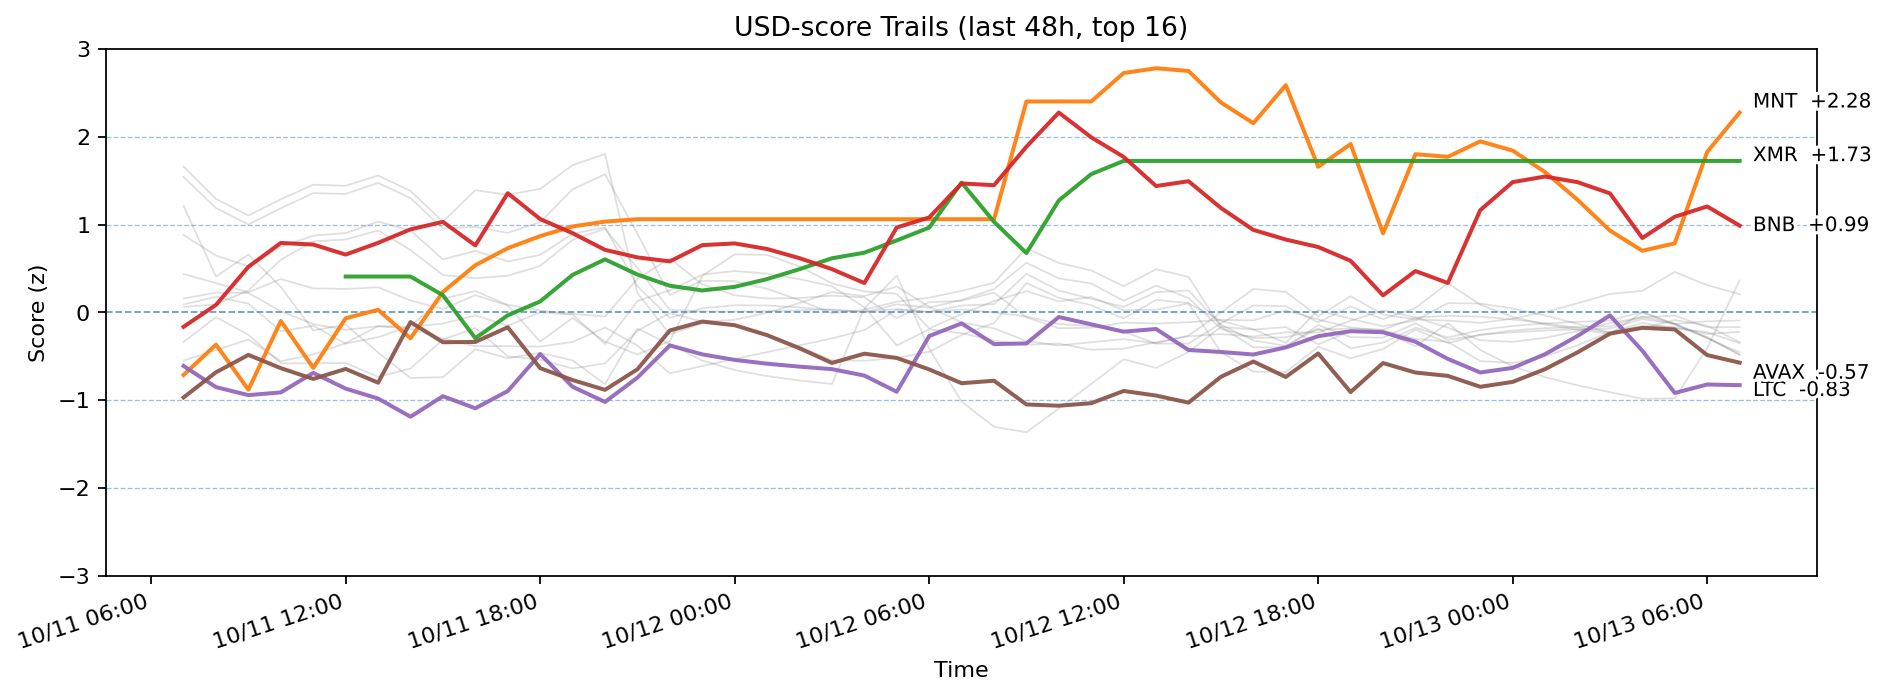 USD-score Trails (last 48h, top 16)
Score (z)
3
2
1
0
−1
−2
−3
MNT +2.28
XMR +1.73
BNB +0.99
AVAX -0.57
LTC -0.83
10/11 06:00
10/11 12:00
10/11 18:00
10/12 00:00
10/12 06:00
10/12 12:00
10/12 18:00
10/13 00:00
10/13 06:00
Time